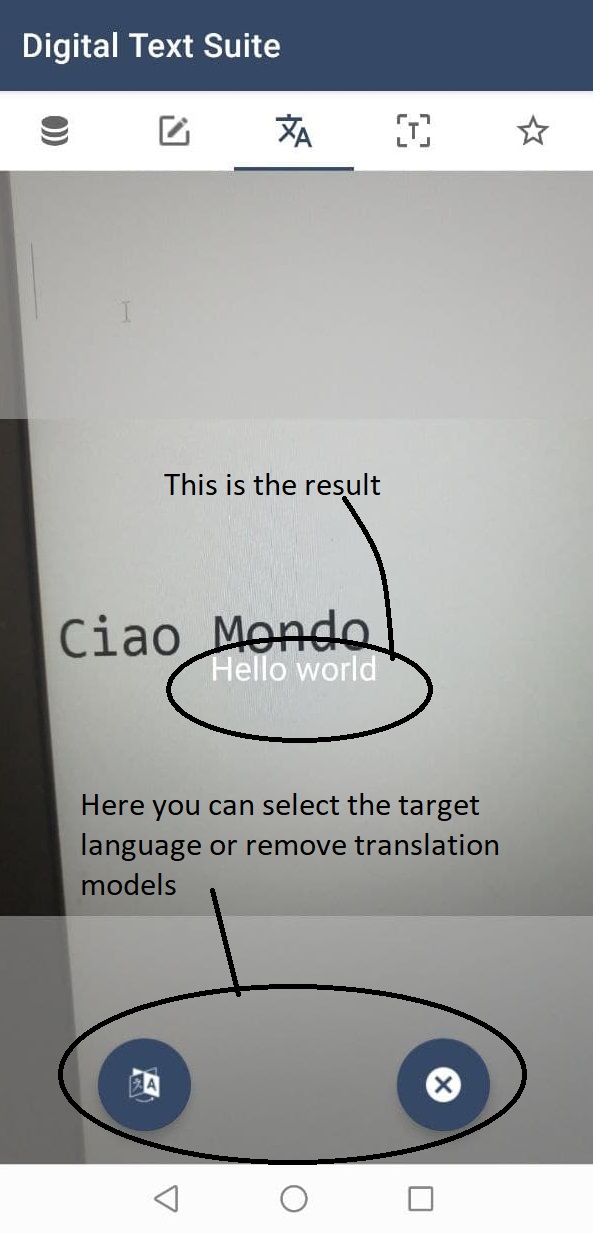 Digital Text Suite
This is the result
Ciao Mondo
Hello world
Here you can select the target
language or remove translation
models